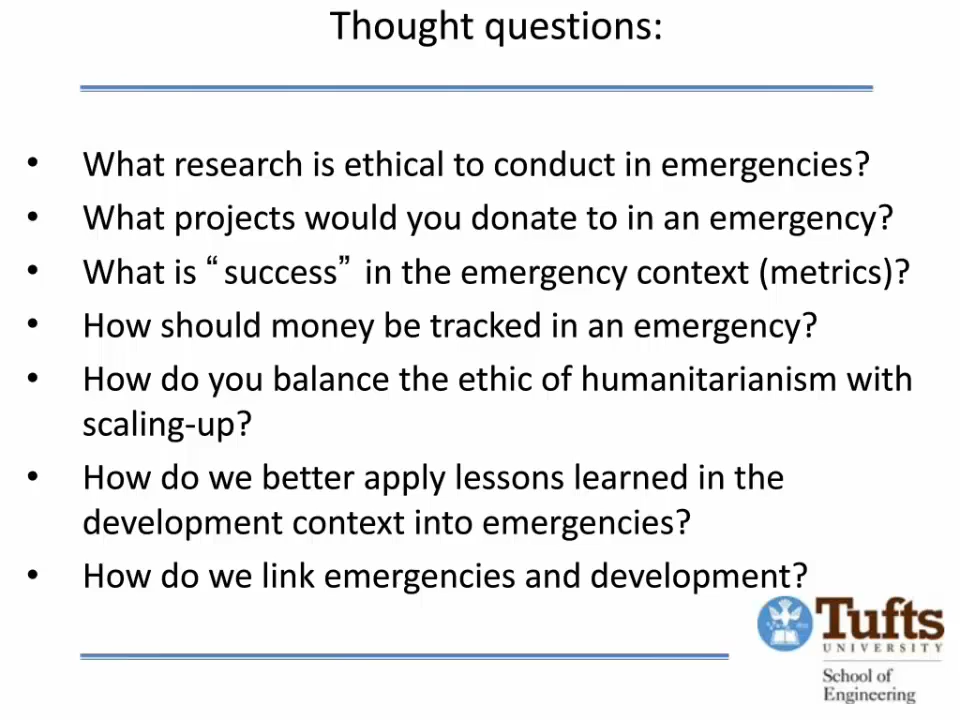 Thought questions:
• What research is ethical to conduct in emergencies?
• What projects would you donate to in an emergency?
• What is “success” in the emergency context (metrics)?
• How should money be tracked in an emergency?
• How do you balance the ethic of humanitarianism with
scaling-up?
• How do we better apply lessons learned in the
development context into emergencies?
• How do we link emergencies and development?
Tufts
UNIVERSITY
School of
Engineering